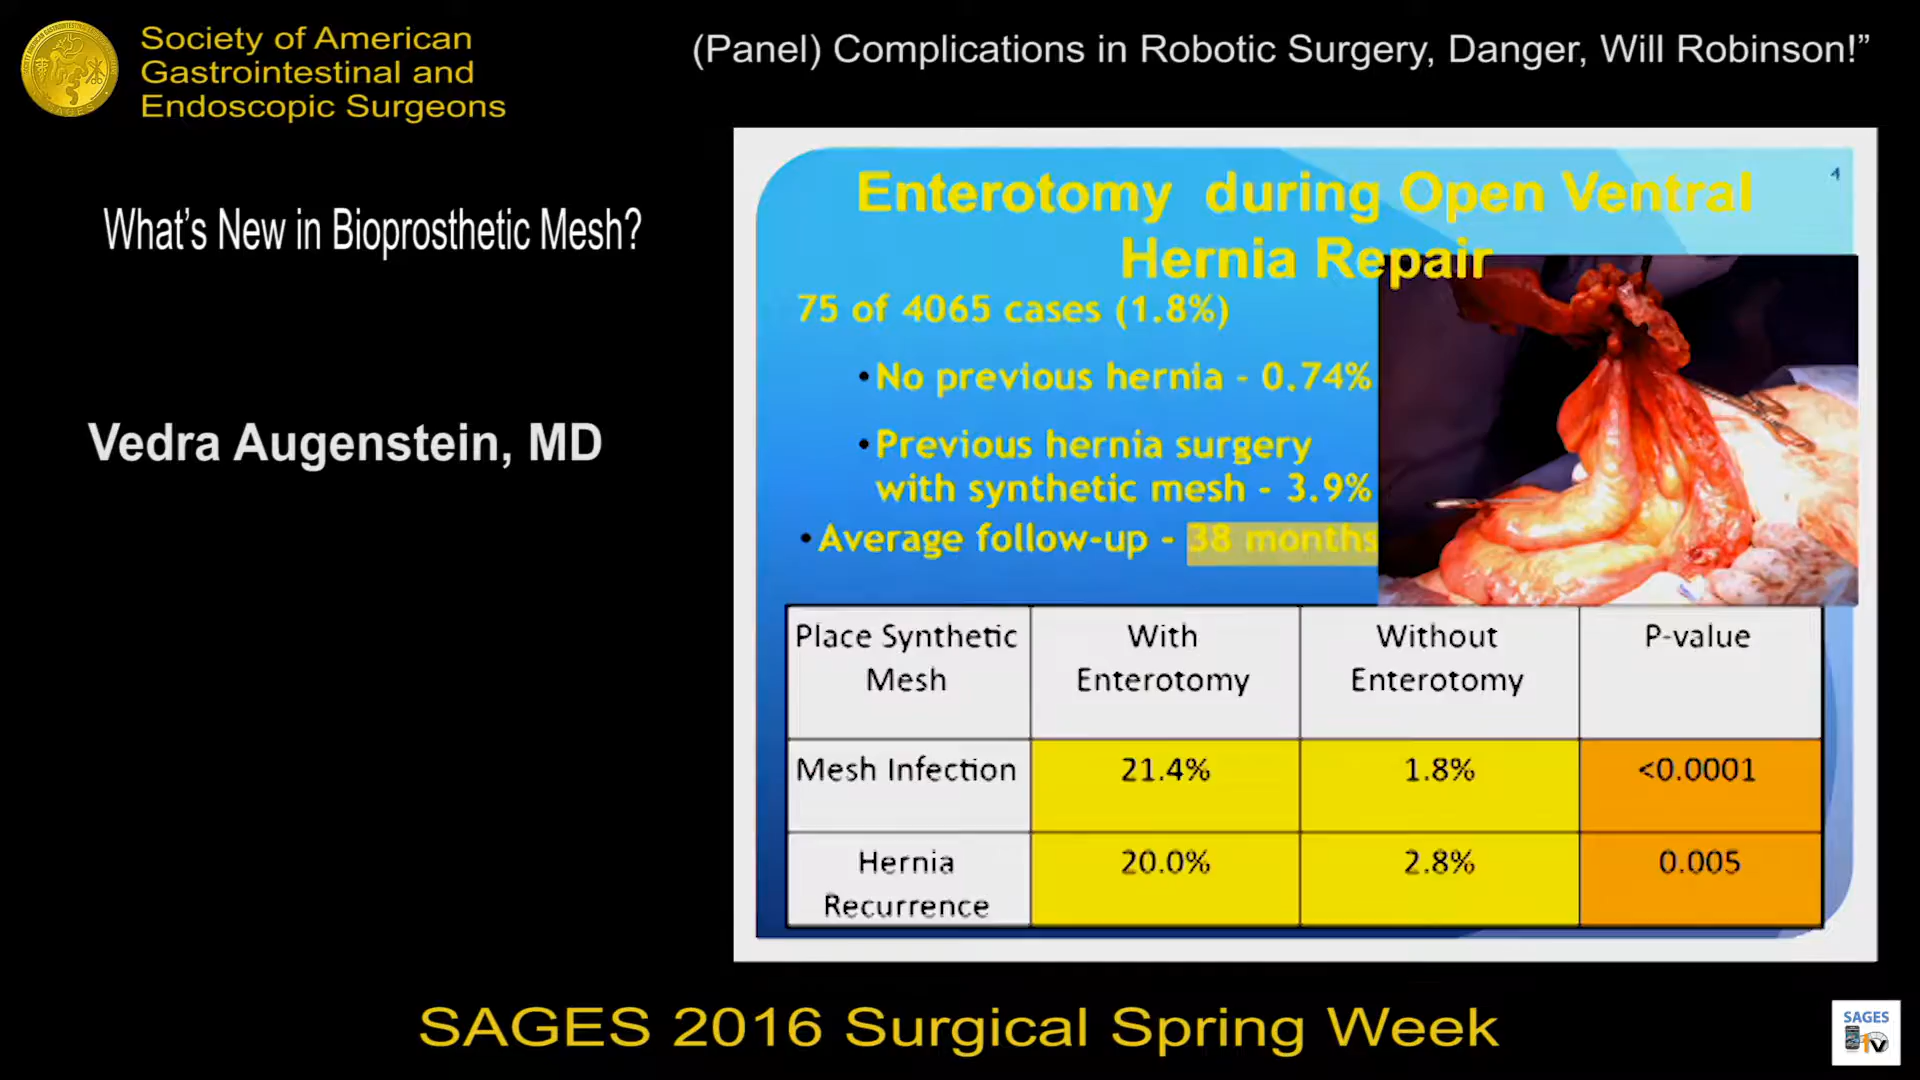 Society of American
Gastrointestinal and
Endoscopic Surgeons
(Panel) Complications in Robotic Surgery, Danger, Will Robinson!”
What’s New in Bioprosthetic Mesh?
Vedra Augenstein, MD
4
Enterotomy during Open Ventral
Hernia Repair
75 of 4065 cases (1.8%)
•No previous hernia - 0.74%
•Previous hernia surgery
with synthetic mesh - 3.9%
•Average follow-up - 38 months
Place Synthetic Mesh With Enterotomy Without Enterotomy P-value
Mesh Infection 21.4% 1.8% <0.0001
Hernia Recurrence 20.0% 2.8% 0.005
SAGES 2016 Surgical Spring Week
SAGES
TV